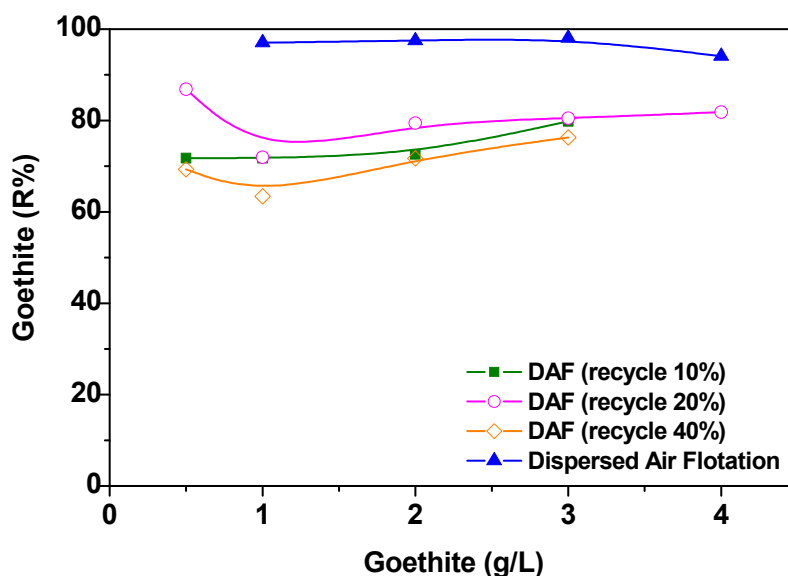 100
80
60
40
20
0
Goethite (R%)
DAF (recycle 10%)
DAF (recycle 20%)
DAF (recycle 40%)
Dispersed Air Flotation
0 1 2 3 4
Goethite (g/L)